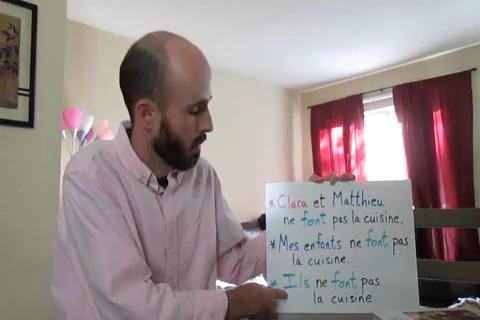 * Clara et Matthieu
ne font pas la cuisine.
* Mes enfants ne font pas
la cuisine.
* Ils ne font pas
la cuisine.